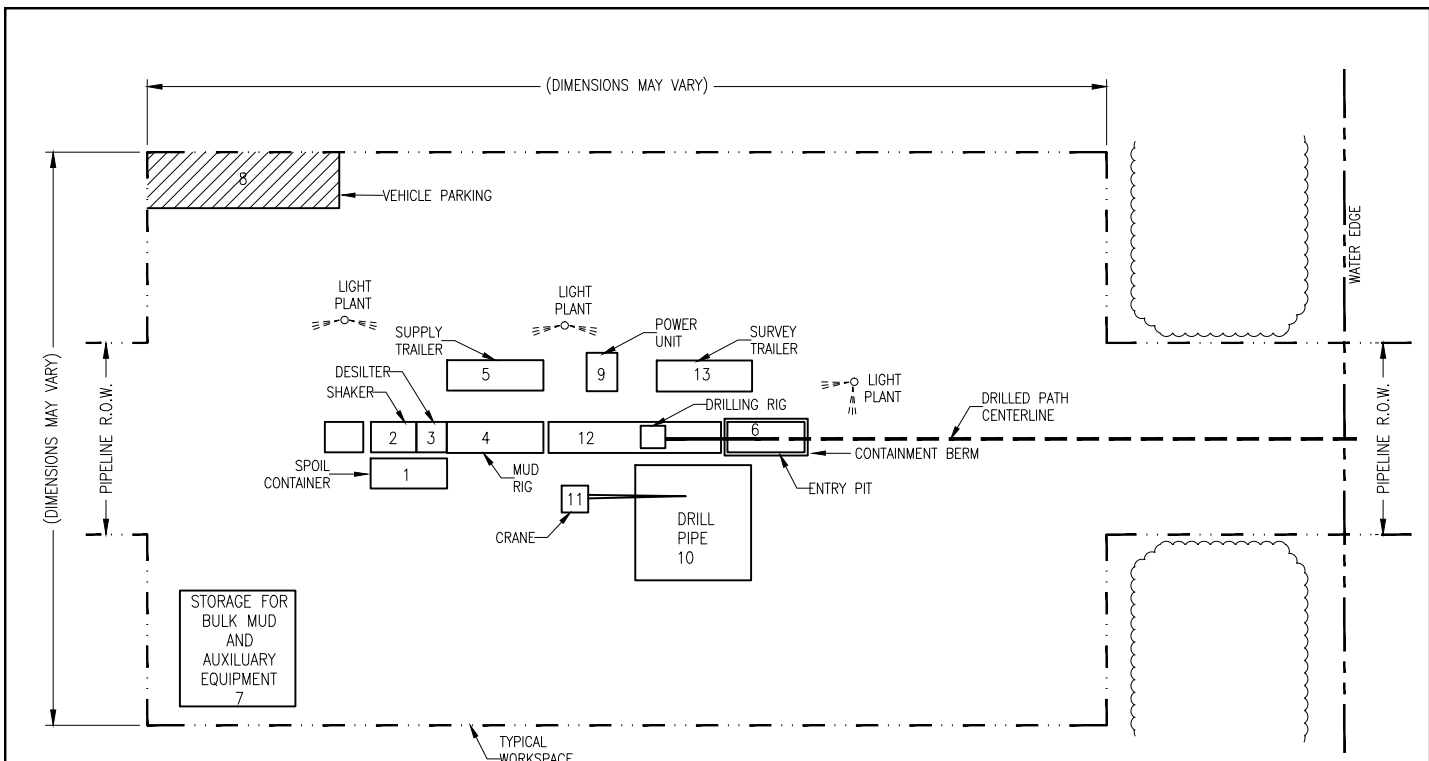 (DIMENSIONS MAY VARY)
8
VEHICLE PARKING
WATER EDGE
LIGHT
PLANT
LIGHT
PLANT
SUPPLY
TRAILER
POWER
UNIT
SURVEY
TRAILER
(DIMENSIONS MAY VARY)
PIPELINE R.O.W.
DESILTER
SHAKER
5
9
13
LIGHT
PLANT
DRILLING RIG
DRILLED PATH
CENTERLINE
PIPELINE R.O.W.
2
3
4
12
6
CONTAINMENT BERM
SPOIL
CONTAINER
1
MUD
RIG
ENTRY PIT
11
CRANE
DRILL
PIPE
10
STORAGE FOR
BULK MUD
AND
AUXILUARY
EQUIPMENT
7
TYPICAL
WORKSPACE